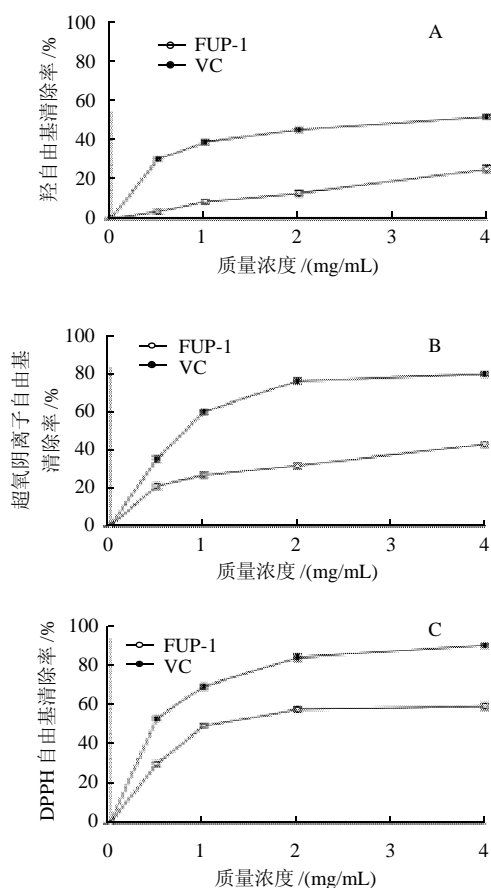 100
80
60
40
20
0
羟自由基清除率/%
FUP-1
VC
A
0 1 2 3 4
质量浓度/(mg/mL)
100
80
60
40
20
0
超氧阴离子自由基
清除率/%
FUP-1
VC
B
0 1 2 3 4
质量浓度/(mg/mL)
100
80
60
40
20
0
DPPH 自由基清除率/%
FUP-1
VC
C
0 1 2 3 4
质量浓度/(mg/mL)